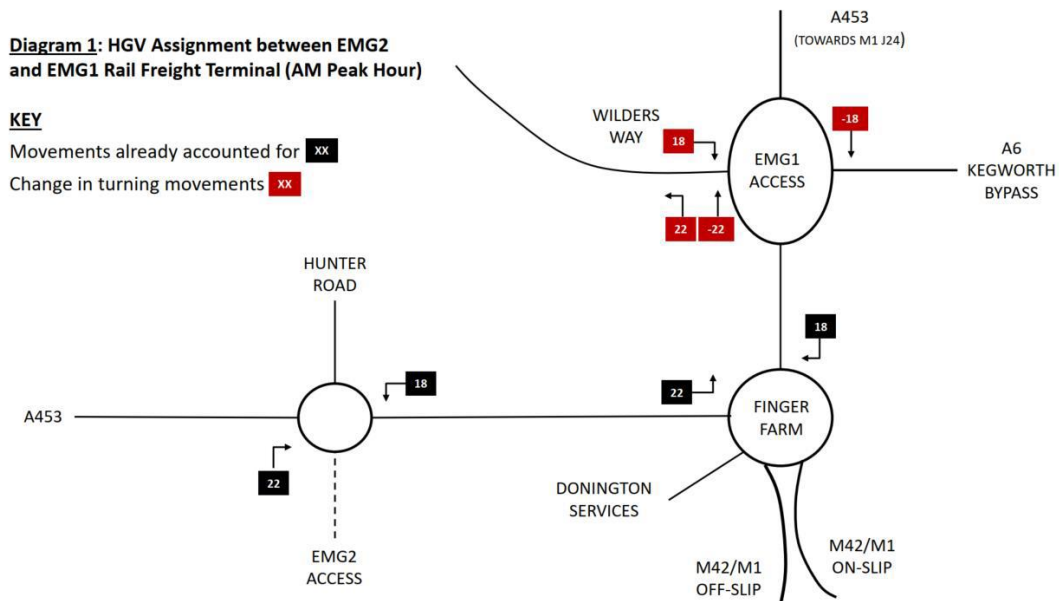 Diagram 1: HGV Assignment between EMG2
and EMG1 Rail Freight Terminal (AM Peak Hour)
KEY
Movements already accounted for XX
Change in turning movements XX
A453
(TOWARDS M1 J24)
WILDERS
WAY
18
-18
EMG1
ACCESS
A6
KEGWORTH
BYPASS
22
-22
HUNTER
ROAD
18
18
22
A453
FINGER
FARM
22
DONINGTON
SERVICES
EMG2
ACCESS
M42/M1
OFF-SLIP
M42/M1
ON-SLIP